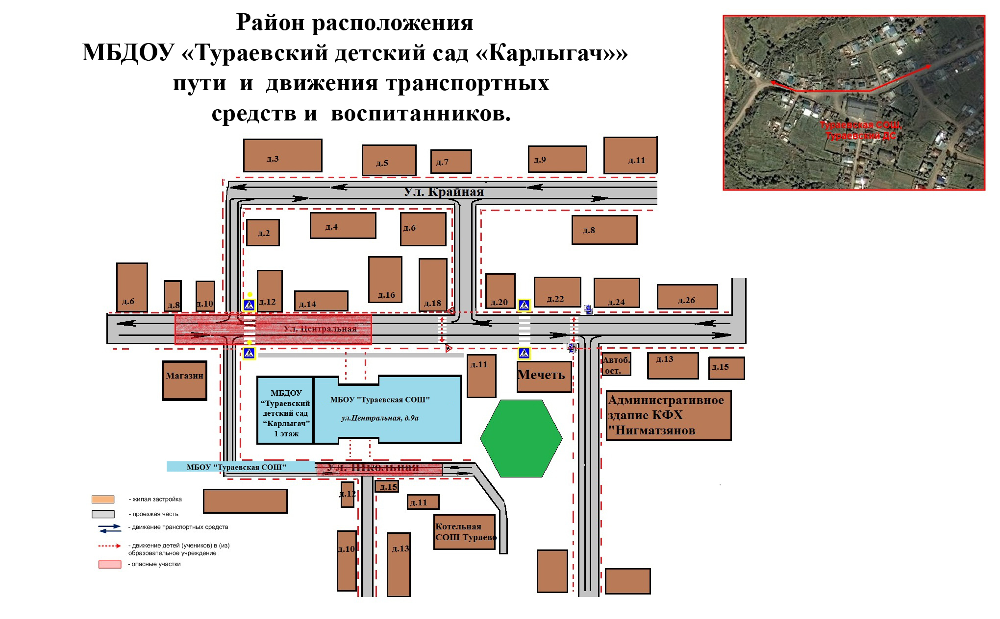 Район расположения
МБДОУ «Тураевский детский сад «Карлыгач»»
пути и движения транспортных
средств и воспитанников.
Тураевская СОШ,
Тураевский ДС
д.3
д.5
д.7
д.9
д.11
Ул. Крайная
д.2
д.4
д.6
д.8
д.6
д.8
д.10
д.12
д.14
д.16
д.18
д.20
д.22
д.24
д.26
Ул. Центральная
Магазин
д.11
Мечеть
Автоб.
ост.
д.13
д.15
МБДОУ
“Тураевский
детский сад
“Карлыгач”
1 этаж
МБОУ "Тураевская СОШ"
ул.Центральная, д.9а
Административное
здание КФХ
"Нигматзянов
МБОУ "Тураевская СОШ"
Ул. Школьная
д.12
д.15
д.11
Котельная
СОШ Тураево
д.10
д.13
- жилая застройка
- проезжая часть
- движение транспортных средств
- движение детей (учеников) в (из)
образовательное учреждение
- опасные участки